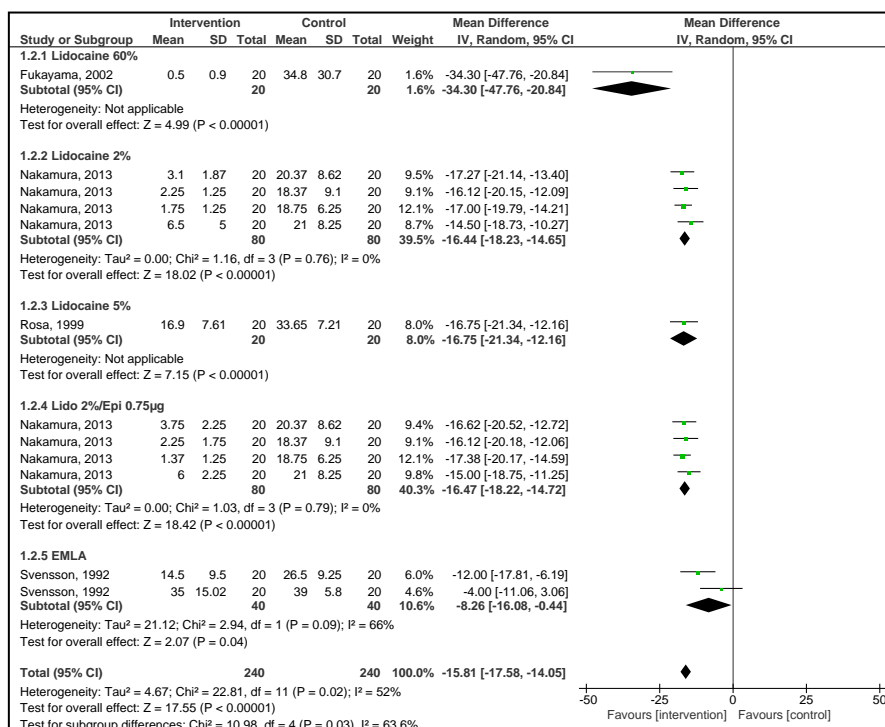 Intervention Control Mean Difference Mean Difference
Study or Subgroup Mean SD Total Mean SD Total Weight IV, Random, 95% CI IV, Random, 95% CI
1.2.1 Lidocaine 60%
Fukayama, 2002 0.5 0.9 20 34.8 30.7 20 1.6% -34.30 [-47.76, -20.84]
Subtotal (95% CI) 20 20 1.6% -34.30 [-47.76, -20.84]
Heterogeneity: Not applicable
Test for overall effect: Z = 4.99 (P < 0.00001)
1.2.2 Lidocaine 2%
Nakamura, 2013 3.1 1.87 20 20.37 8.62 20 9.5% -17.27 [-21.14, -13.40]
Nakamura, 2013 2.25 1.25 20 18.37 9.1 20 9.1% -16.12 [-20.15, -12.09]
Nakamura, 2013 1.75 1.25 20 18.75 6.25 20 12.1% -17.00 [-19.79, -14.21]
Nakamura, 2013 6.5 5 20 21 8.25 20 8.7% -14.50 [-18.73, -10.27]
Subtotal (95% CI) 80 80 39.5% -16.44 [-18.23, -14.65]
Heterogeneity: Tau² = 0.00; Chi² = 1.16, df = 3 (P = 0.76); I² = 0%
Test for overall effect: Z = 18.02 (P < 0.00001)
1.2.3 Lidocaine 5%
Rosa, 1999 16.9 7.61 20 33.65 7.21 20 8.0% -16.75 [-21.34, -12.16]
Subtotal (95% CI) 20 20 8.0% -16.75 [-21.34, -12.16]
Heterogeneity: Not applicable
Test for overall effect: Z = 7.15 (P < 0.00001)
1.2.4 Lido 2%/Epi 0.75µg
Nakamura, 2013 3.75 2.25 20 20.37 8.62 20 9.4% -16.62 [-20.52, -12.72]
Nakamura, 2013 2.25 1.75 20 18.37 9.1 20 9.1% -16.12 [-20.18, -12.06]
Nakamura, 2013 1.37 1.25 20 18.75 6.25 20 12.1% -17.38 [-20.17, -14.59]
Nakamura, 2013 6 2.25 20 21 8.25 20 9.8% -15.00 [-18.75, -11.25]
Subtotal (95% CI) 80 80 40.3% -16.47 [-18.22, -14.72]
Heterogeneity: Tau² = 0.00; Chi² = 1.03, df = 3 (P = 0.79); I² = 0%
Test for overall effect: Z = 18.42 (P < 0.00001)
1.2.5 EMLA
Svensson, 1992 14.5 9.5 20 26.5 9.25 20 6.0% -12.00 [-17.81, -6.19]
Svensson, 1992 35 15.02 20 39 5.8 20 4.6% -4.00 [-11.06, 3.06]
Subtotal (95% CI) 40 40 10.6% -8.26 [-16.08, -0.44]
Heterogeneity: Tau² = 21.12; Chi² = 2.94, df = 1 (P = 0.09); I² = 66%
Test for overall effect: Z = 2.07 (P = 0.04)
Total (95% CI) 240 240 100.0% -15.81 [-17.58, -14.05]
Heterogeneity: Tau² = 4.67; Chi² = 22.81, df = 11 (P = 0.02); I² = 52%
Test for overall effect: Z = 17.55 (P < 0.00001)
Test for subgroup differences: Chi² = 10.98, df = 4 (P = 0.03), I² = 63.6%
-50 -25 0 25 50
Favours [intervention] Favours [control]